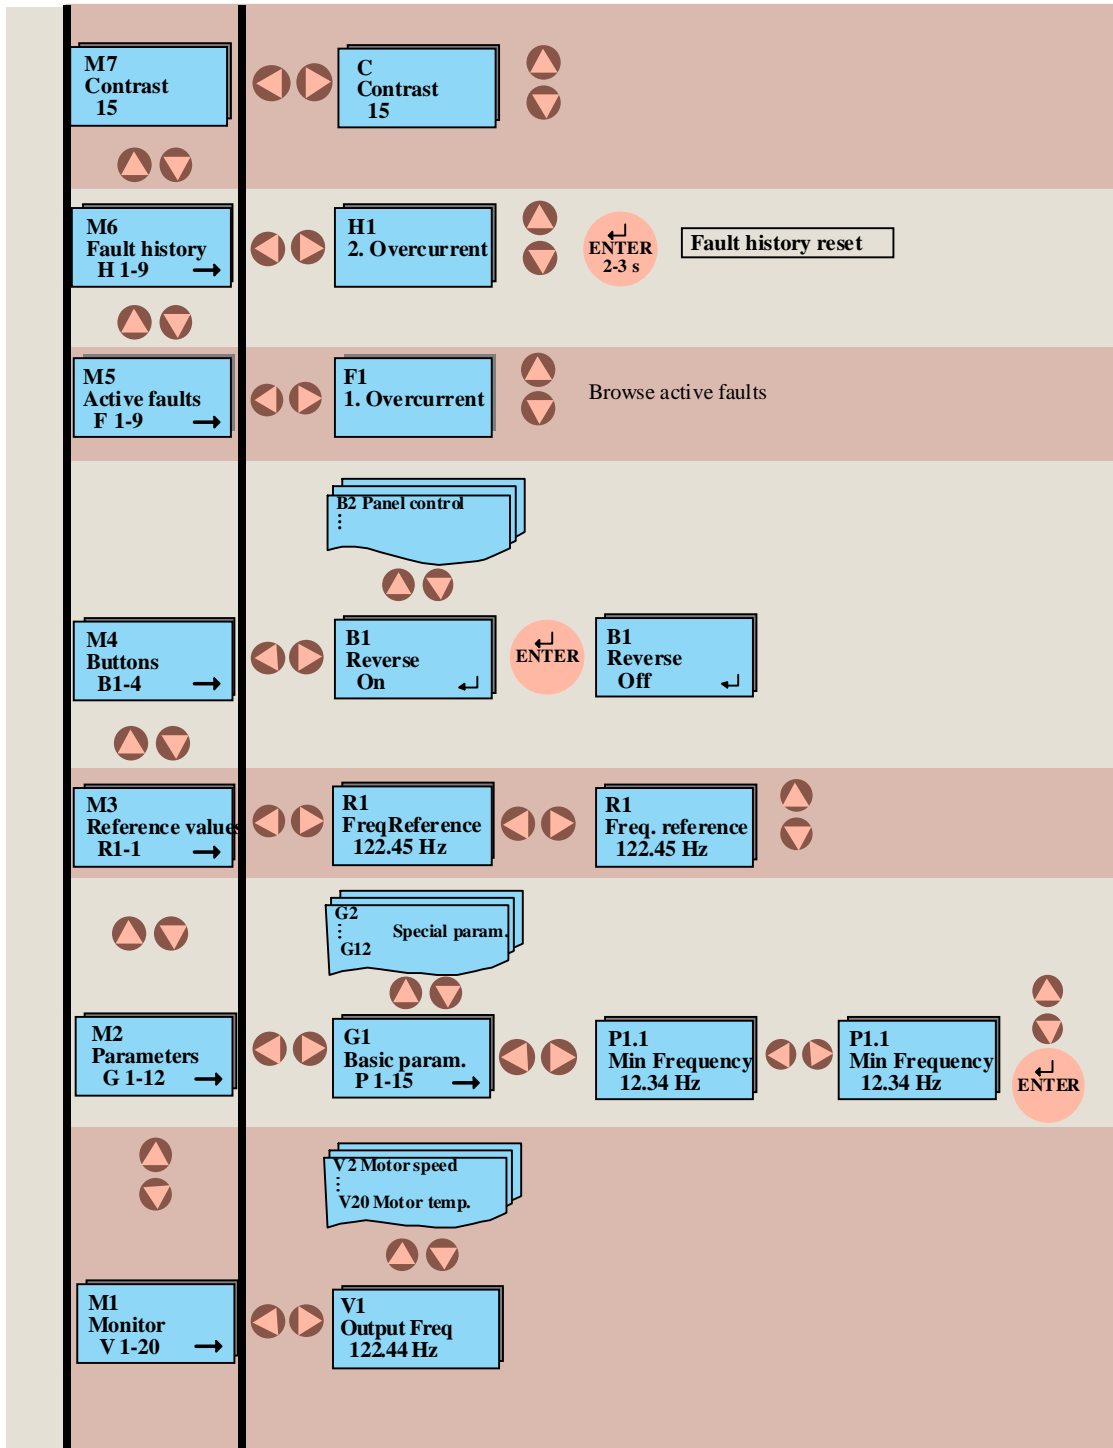 M7
Contrast
15
C
Contrast
15
M6
Fault history
H 1-9
H1
2. Overcurrent
ENTER
2-3 s
Fault history reset
M5
Active faults
F 1-9
F1
1. Overcurrent
Browse active faults
B2 Panel control
M4
Buttons
B1-4
B1
Reverse
On
ENTER
B1
Reverse
Off
M3
Reference values
R1-1
R1
FreqReference
122.45 Hz
R1
Freq. reference
122.45 Hz
G2
Special param.
G12
M2
Parameters
G 1-12
G1
Basic param.
P 1-15
P1.1
Min Frequency
12.34 Hz
P1.1
Min Frequency
12.34 Hz
ENTER
V2 Motor speed
V20 Motor temp.
M1
Monitor
V 1-20
V1
Output Freq
122.44 Hz